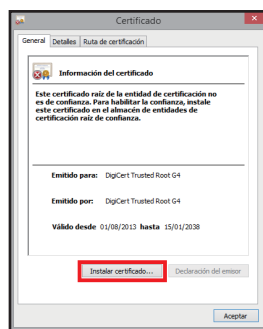 Certificado
General Detalles Ruta de certificación
Información del certificado
Este certificado raíz de la entidad de certificación no
es de confianza. Para habilitar la confianza, instale
este certificado en el almacén de entidades de
certificación raíz de confianza.
Emitido para: DigiCert Trusted Root G4
Emitido por: DigiCert Trusted Root G4
Válido desde 01/08/2013 hasta 15/01/2038
Instalar certificado... Declaración del emisor
Aceptar